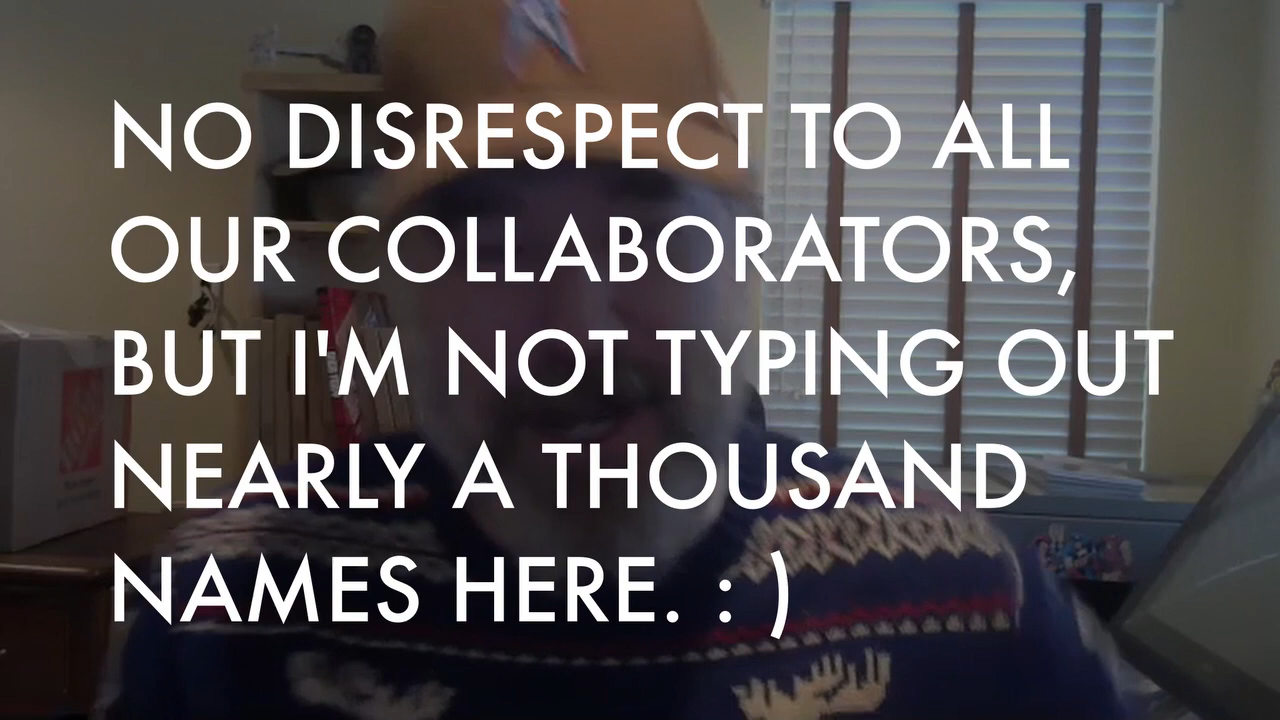 NO DISRESPECT TO ALL
OUR COLLABORATORS,
BUT I'M NOT TYPING OUT
NEARLY A THOUSAND
NAMES HERE. : )